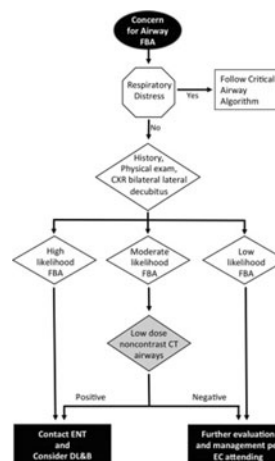 Concern
for Airway
FBA
Respiratory
Distress
Yes
Follow Critical
Airway
Algorithm
No
History,
Physical exam,
CXR bilateral lateral
decubitus
High
likelihood
FBA
Moderate
likelihood
FBA
Low
likelihood
FBA
Low dose
noncontrast CT
airways
Positive
Negative
Contact ENT
and
Consider DL&B
Further evaluation
and management pe
EC attending